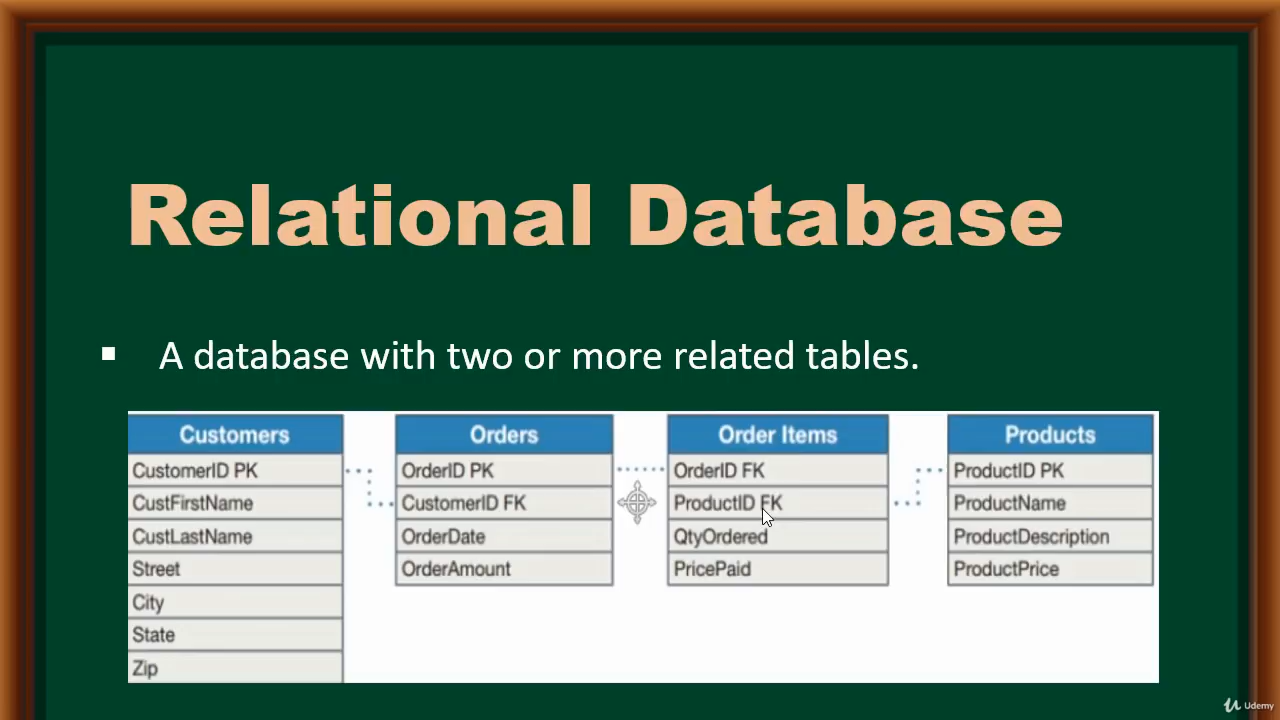 Relational Database
▪ A database with two or more related tables.
Customers
CustomerID PK
CustFirstName
CustLastName
Street
City
State
Zip
Orders
OrderID PK
CustomerID FK
OrderDate
OrderAmount
Order Items
OrderID FK
ProductID FK
QtyOrdered
PricePaid
Products
ProductID PK
ProductName
ProductDescription
ProductPrice
Udemy